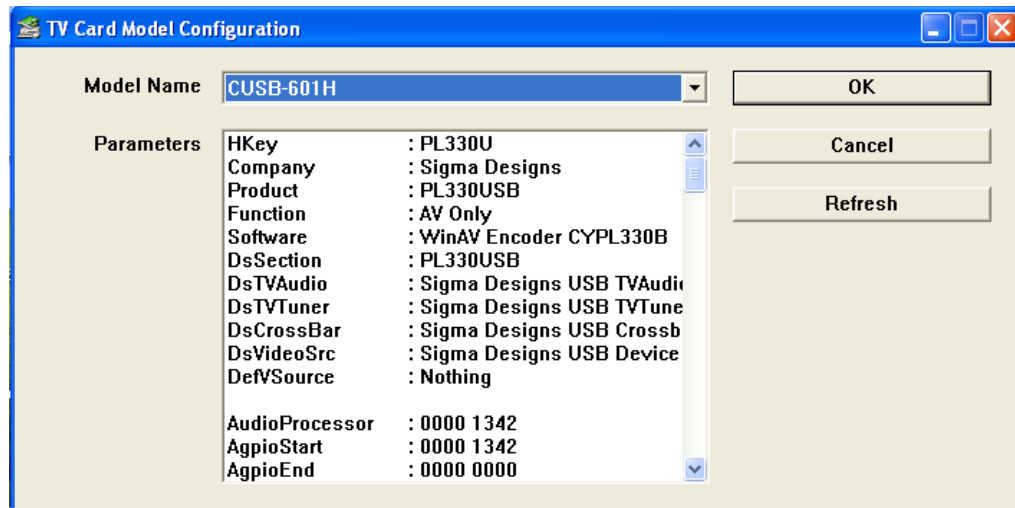 TV Card Model Configuration
Model Name CUSB-601H OK
Parameters HKey : PL330U Cancel
Company : Sigma Designs
Product : PL330USB Refresh
Function : AV Only
Software : WinAV Encoder CYPL330B
DsSection : PL330USB
DsTVAudio : Sigma Designs USB TVAudi
DsTVTuner : Sigma Designs USB TVTune
DsCrossBar : Sigma Designs USB Crossb
DsVideoSrc : Sigma Designs USB Device
DefVSource : Nothing
AudioProcessor : 0000 1342
AgpioStart : 0000 1342
AgpioEnd : 0000 0000